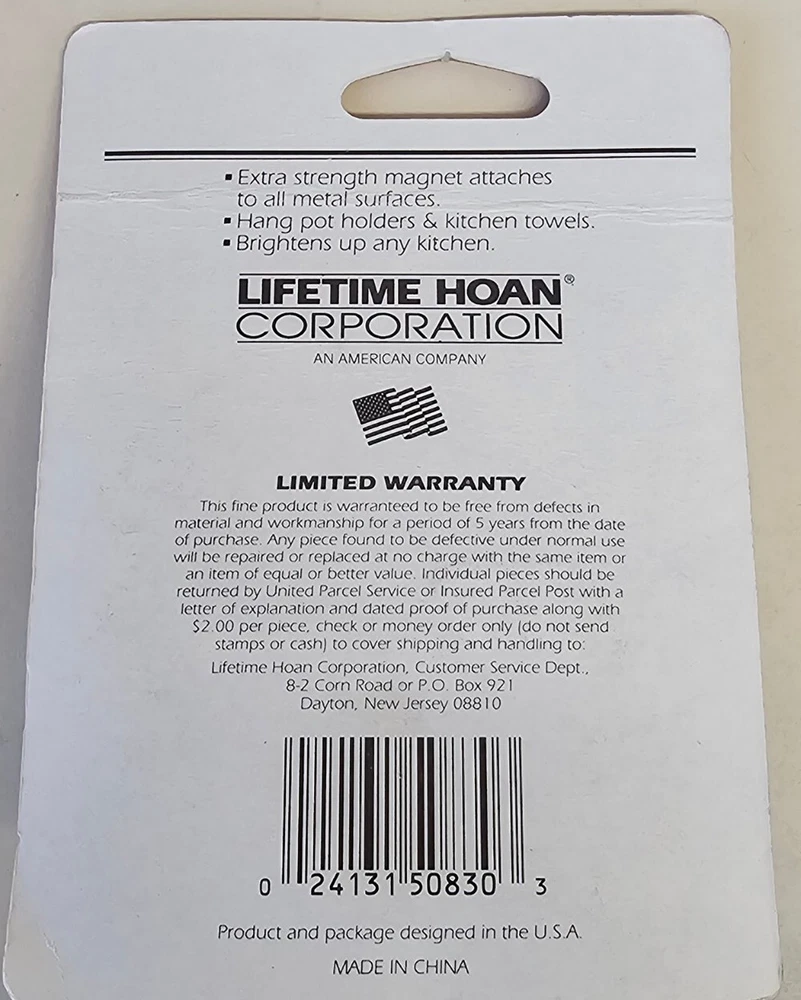 ▪ Extra strength magnet attaches
to all metal surfaces.
▪ Hang pot holders & kitchen towels.
▪ Brightens up any kitchen.
LIFETIME HOAN®
CORPORATION
AN AMERICAN COMPANY
LIMITED WARRANTY
This fine product is warranteed to be free from defects in
material and workmanship for a period of 5 years from the date
of purchase. Any piece found to be defective under normal use
will be repaired or replaced at no charge with the same item or
an item of equal or better value. Individual pieces should be
returned by United Parcel Service or Insured Parcel Post with a
letter of explanation and dated proof of purchase along with
$2.00 per piece, check or money order only (do not send
stamps or cash) to cover shipping and handling to:
Lifetime Hoan Corporation, Customer Service Dept.,
8-2 Corn Road or P.O. Box 921
Dayton, New Jersey 08810
0 24131 50830 3
Product and package designed in the U.S.A.
MADE IN CHINA